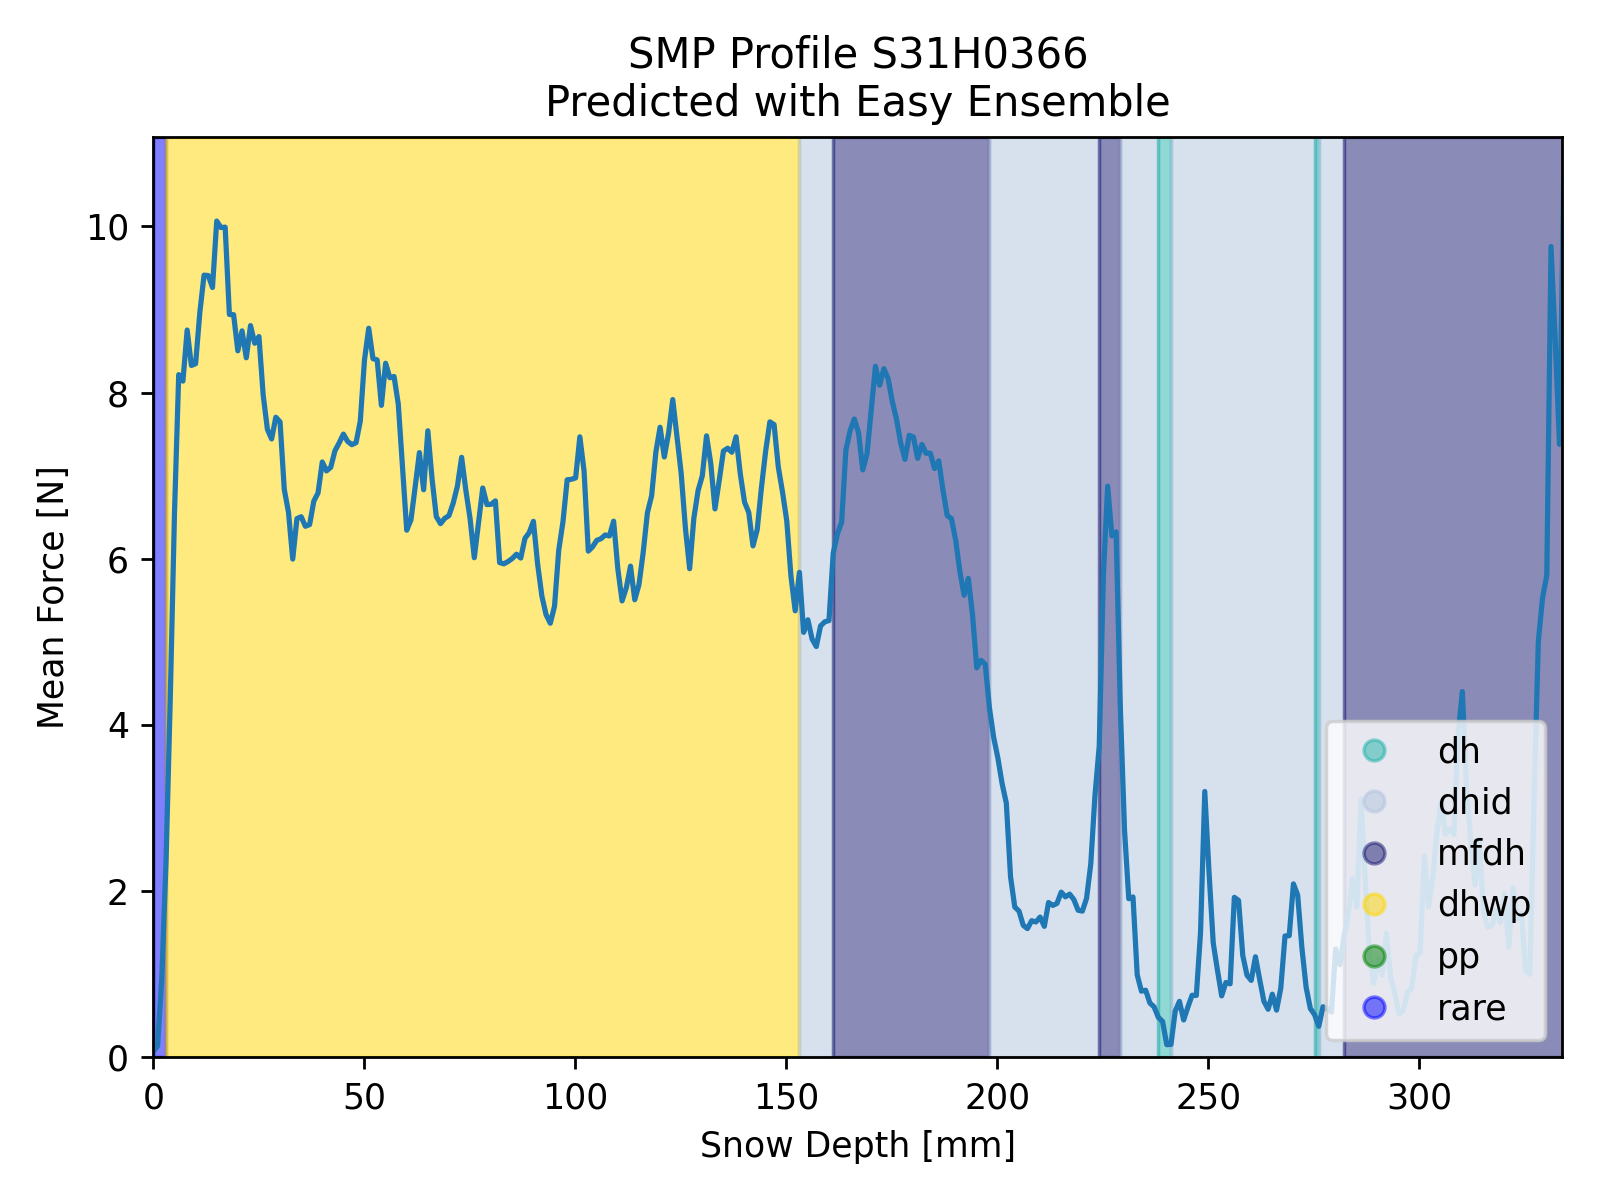 SMP Profile S31H0366
Predicted with Easy Ensemble
Mean Force [N]
10
8
6
4
2
0
dh
dhid
mfdh
dhwp
pp
rare
0 50 100 150 200 250 300
Snow Depth [mm]